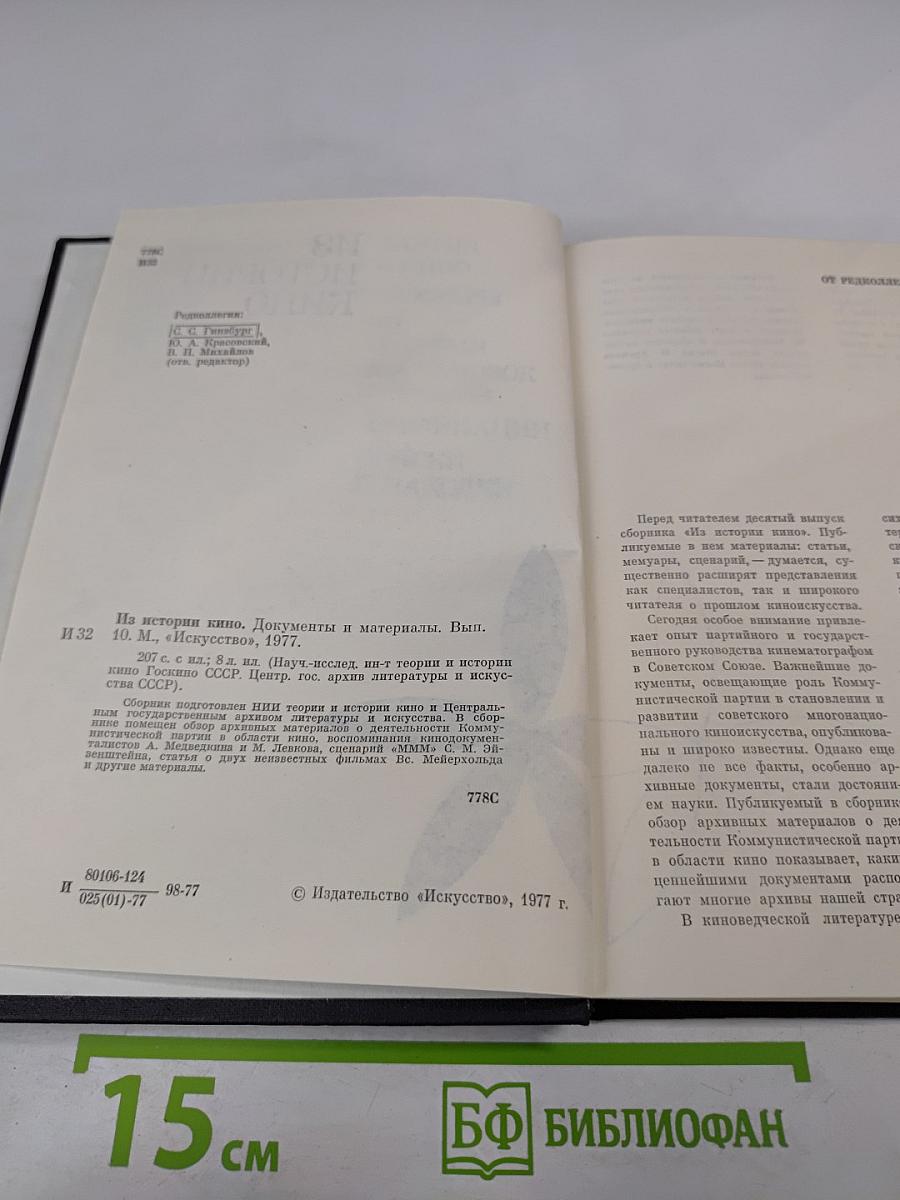 778С
И32
Редколлегия:
С. С. Гинзбург,
Ю. А. Красовский,
В. П. Михайлов
(отв. редактор)
Из истории кино. Документы и материалы. Вып.
И 32 10. М., «Искусство», 1977.
207 с. с ил.; 8 л. ил. (Науч.-исслед. ин-т теории и истории
кино Госкино СССР. Центр. гос. архив литературы и искус-
ства СССР).
Сборник подготовлен НИИ теории и истории кино и Централь-
ным государственным архивом литературы и искусства. В сбор-
нике помещен обзор архивных материалов о деятельности Комму-
нистической партии в области кино, воспоминания кинодокумен-
талистов А. Медведкина и М. Левкова, сценарий «МММ» С. М. Эй-
зенштейна, статья о двух неизвестных фильмах Вс. Мейерхольда
и другие материалы.
778С
И 80106-124
025(01)-77 98-77
© Издательство «Искусство», 1977 г.
ОТ РЕДКОЛЛЕ
Перед читателем десятый выпуск
сборника «Из истории кино». Пуб-
ликуемые в нем материалы: статьи,
мемуары, сценарий, — думается, су-
щественно расширят представления
как специалистов, так и широкого
читателя о прошлом киноискусства.
Сегодня особое внимание привле-
кает опыт партийного и государст-
венного руководства кинематографом
в Советском Союзе. Важнейшие до-
кументы, освещающие роль Комму-
нистической партии в становлении и
развитии советского многонацио-
нального киноискусства, опубликова-
ны и широко известны. Однако еще
далеко не все факты, особенно ар-
хивные документы, стали достояни-
ем науки. Публикуемый в сборник
обзор архивных материалов о дея
тельности Коммунистической парти
в области кино показывает, каки
ценнейшими документами распо
гают многие архивы нашей стра
В киноведческой литературе
15 см
БФ БИБЛИОФАН